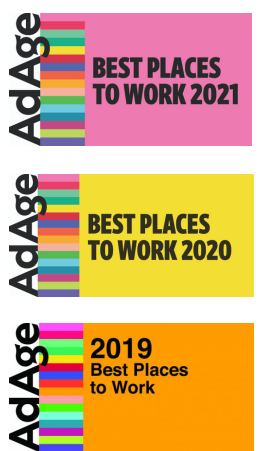 AdAge
BEST PLACES
TO WORK 2021
AdAge
BEST PLACES
TO WORK 2020
AdAge
2019
Best Places
to Work